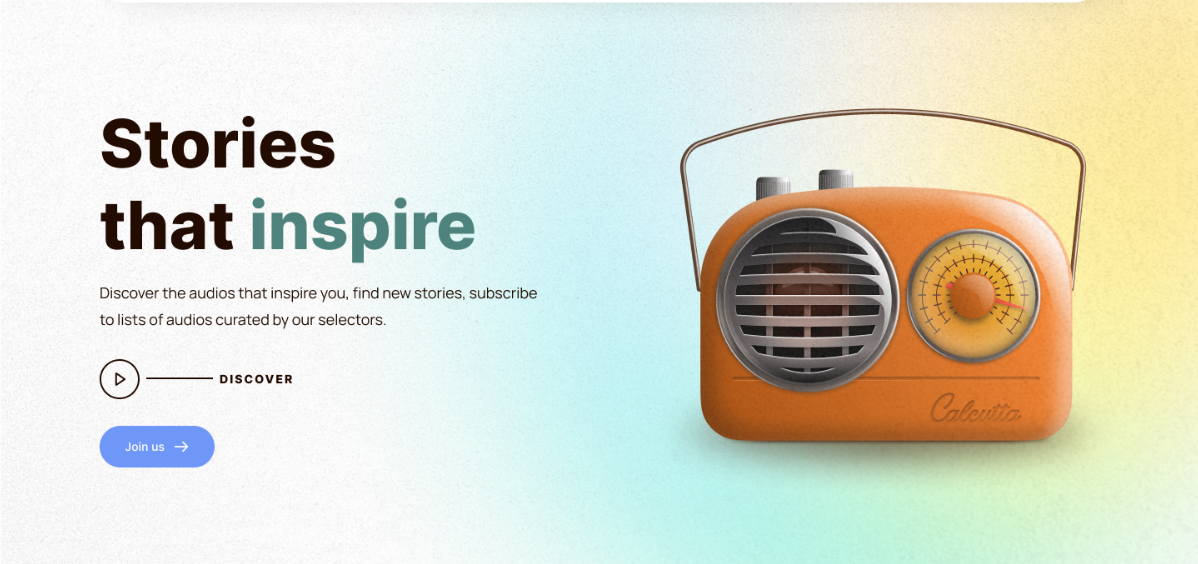 Stories
that inspire
Discover the audios that inspire you, find new stories, subscribe
to lists of audios curated by our selectors.
DISCOVER
Join us
Calcutta